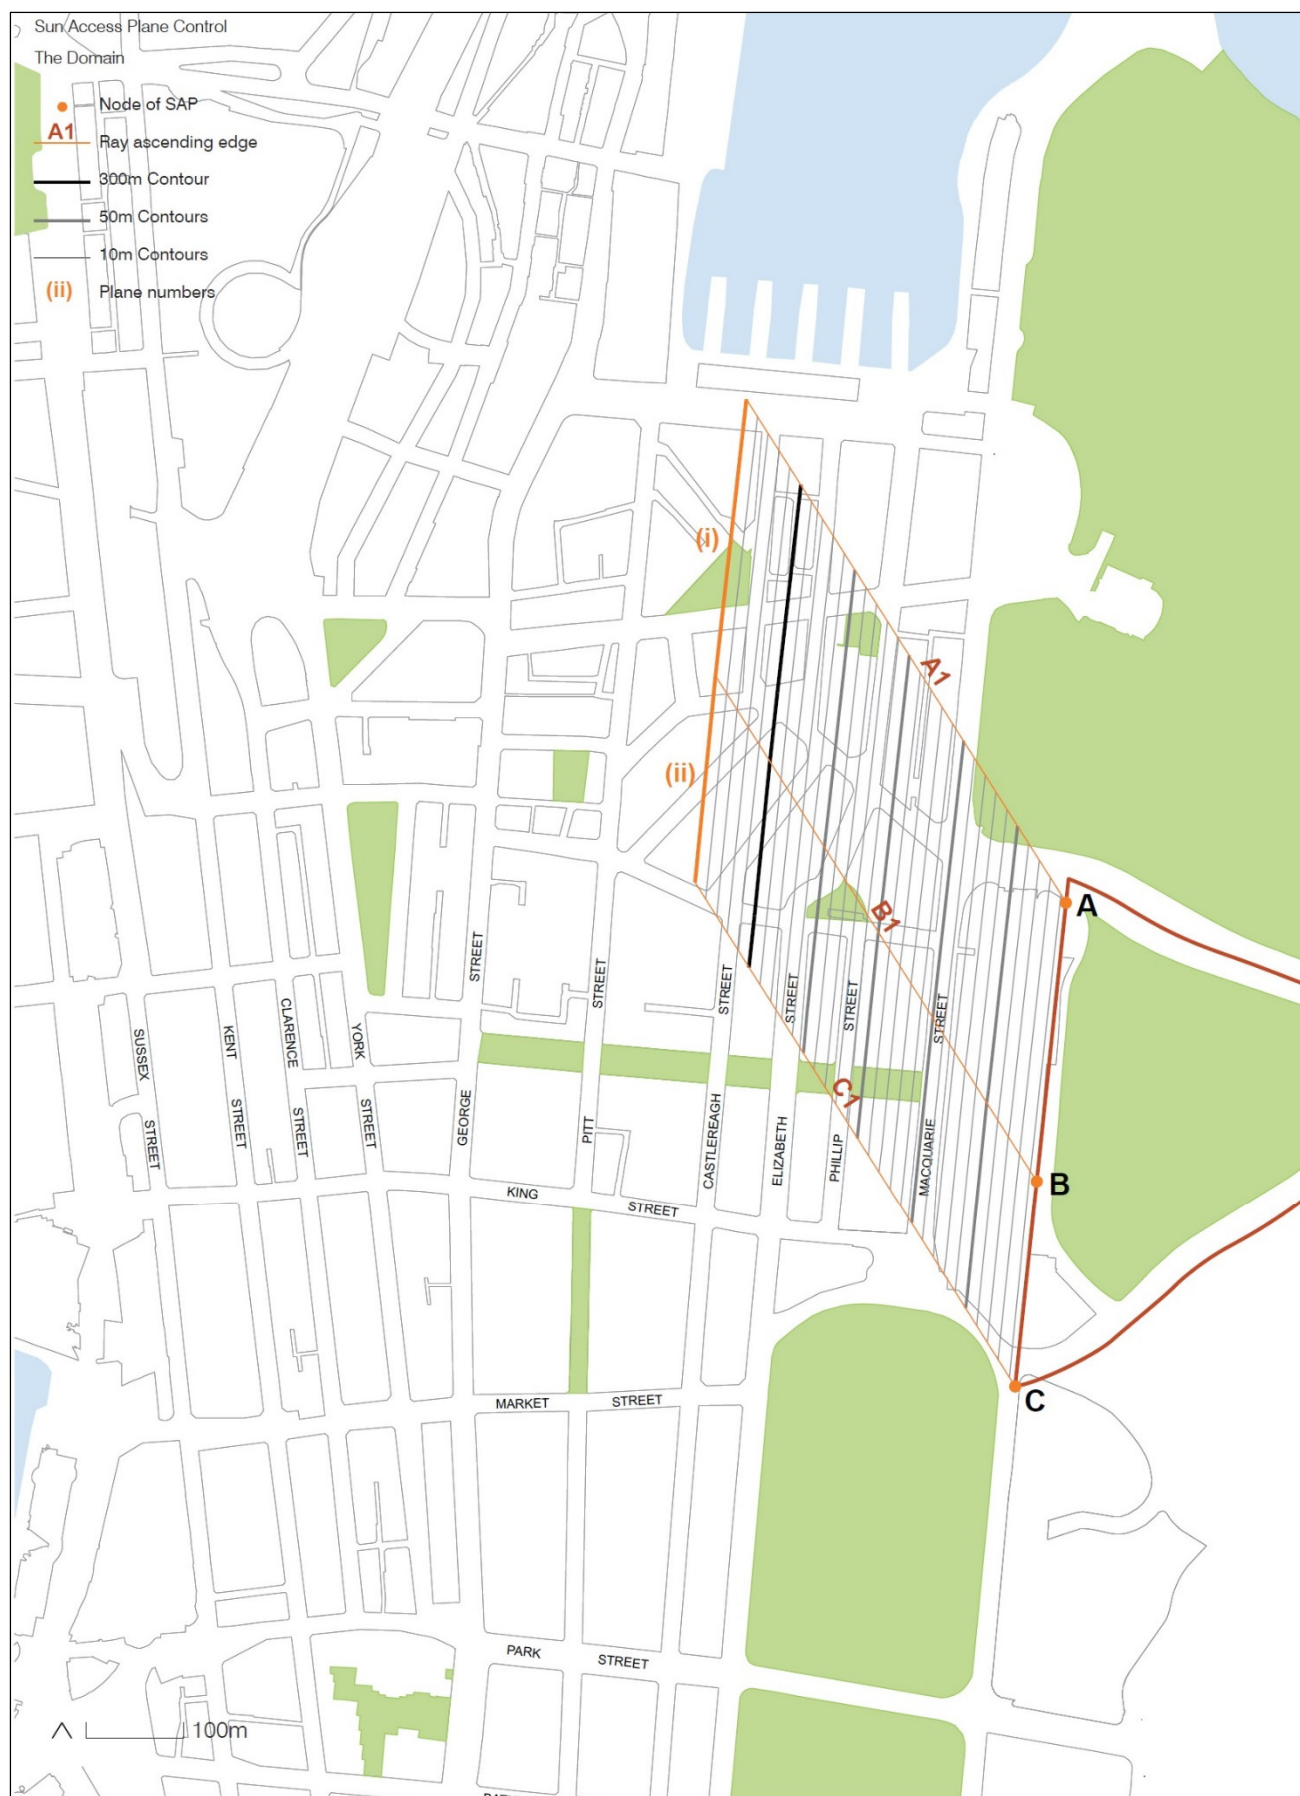 Sun Access Plane Control
The Domain
Node of SAP
A1
Ray ascending edge
300m Contour
50m Contours
10m Contours
(ii)
Plane numbers
(i)
A1
(ii)
A
B1
STREET
STREET
STREET
STREET
STREET
STREET
SUSSEX
KENT
CLARENCE
YORK
C1
GEORGE
PITT
CASTLEREAGH
ELIZABETH
PHILLIP
MACQUARIE
STREET
STREET
STREET
STREET
B
KING
STREET
C
MARKET
STREET
PARK
STREET
100m